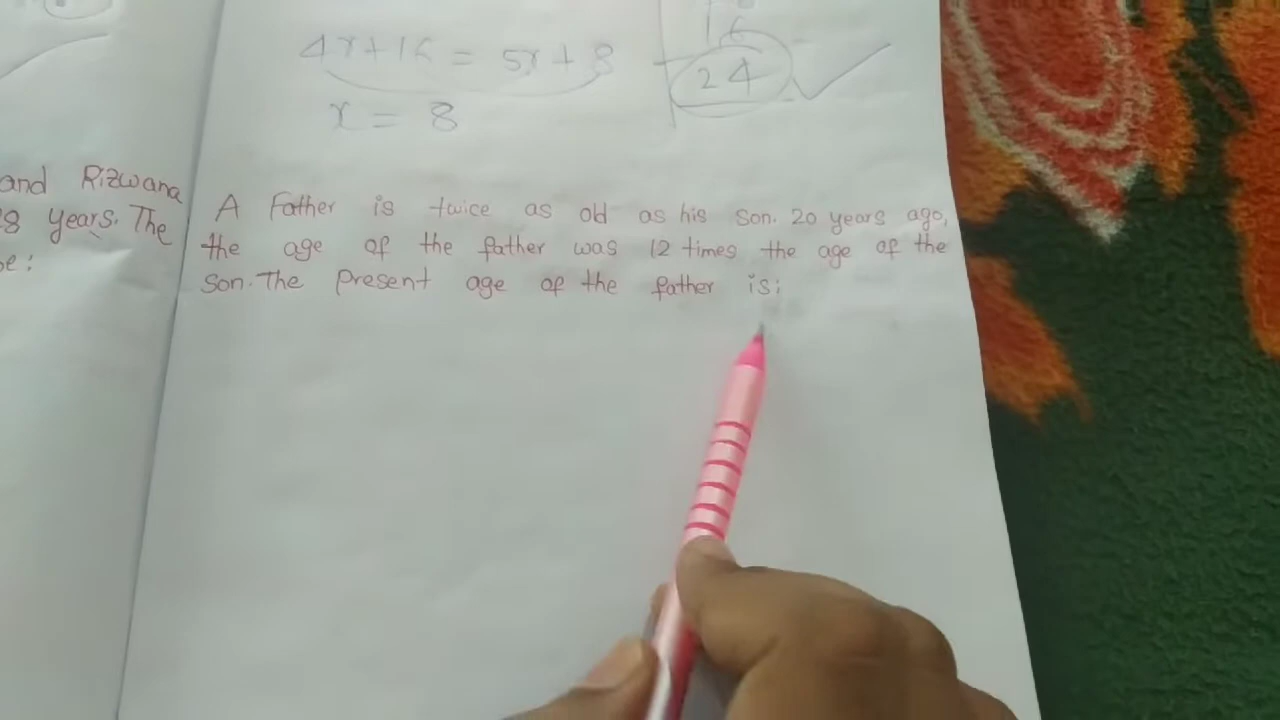 4x+16 = 5x+8
x = 8
16
24
and Rizwana
8 years. The
be:
A Father is twice as old as his son. 20 years ago,
the age of the father was 12 times the age of the
Son. The Present age of the father is: